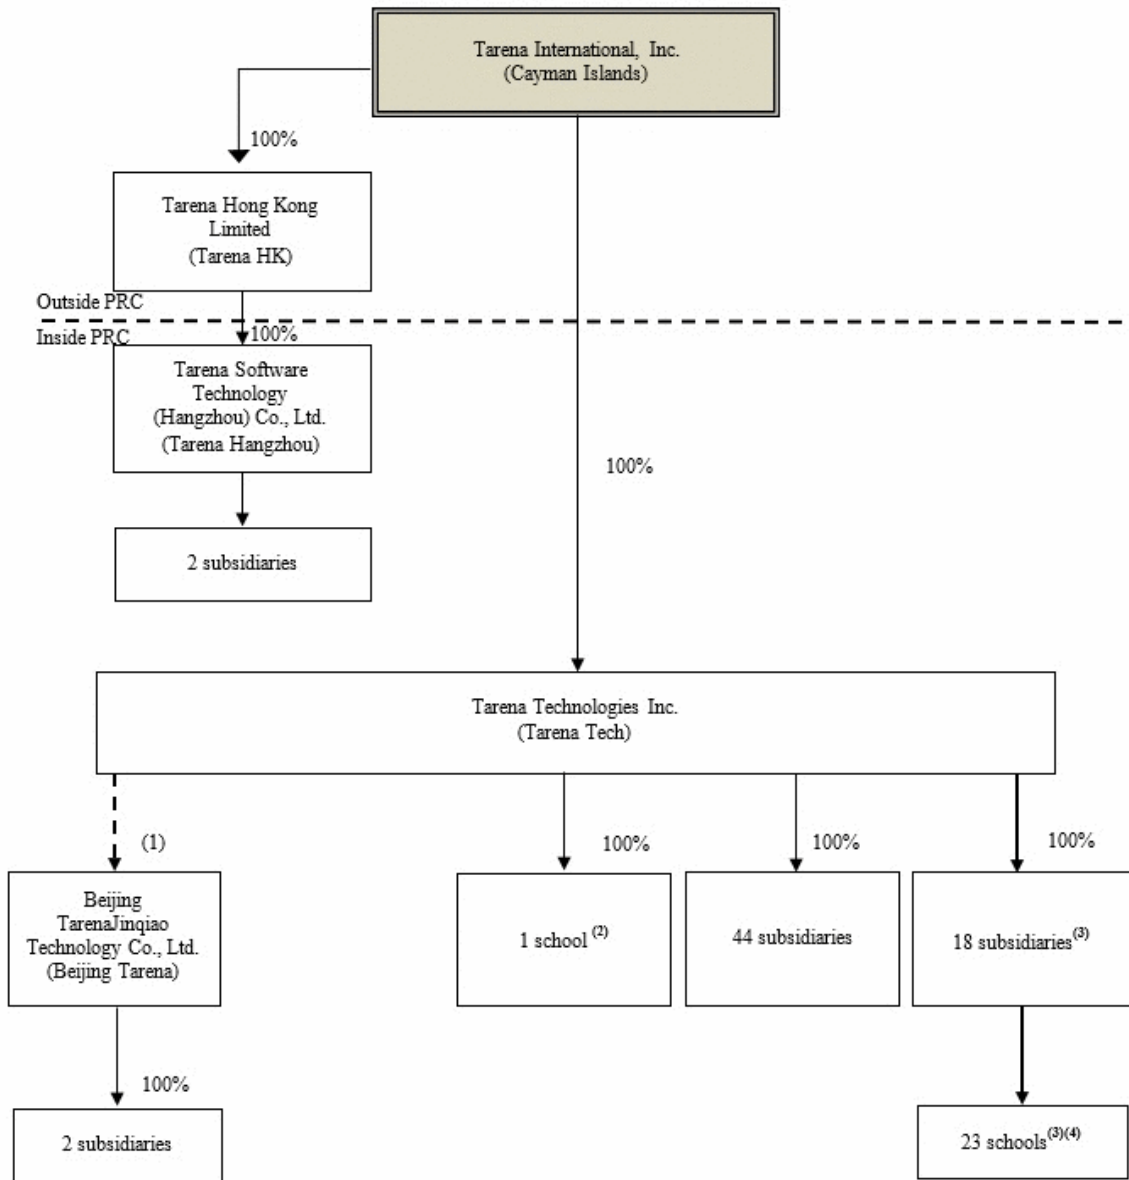 Tarena International, Inc.
(Cayman Islands)
100%
Tarena Hong Kong
Limited
(Tarena HK)
Outside PRC
Inside PRC
100%
Tarena Software
Technology
(Hangzhou) Co., Ltd.
(Tarena Hangzhou)
100%
2 subsidiaries
Tarena Technologies Inc.
(Tarena Tech)
(1)
100%
100%
100%
Beijing
TarenaJinqiao
Technology Co., Ltd.
(Beijing Tarena)
1 school (2)
44 subsidiaries
18 subsidiaries(3)
100%
2 subsidiaries
23 schools(3)(4)